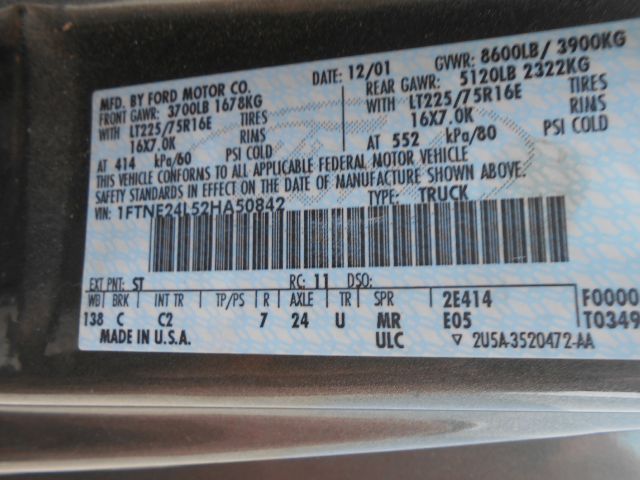 MFD. BY FORD MOTOR CO.
DATE: 12/01
GVWR: 8600LB/ 3900KG
FRONT GAWR: 3700LB 1678KG
REAR GAWR: 5120LB 2322KG
WITH LT225/75R16E TIRES
WITH LT225/75R16E TIRES
16X7.0K RIMS
16X7.0K RIMS
AT 414 kPa/60 PSI COLD
AT 552 kPa/80 PSI COLD
THIS VEHICLE CONFORMS TO ALL APPLICABLE FEDERAL MOTOR VEHICLE
SAFETY STANDARDS IN EFFECT ON THE DATE OF MANUFACTURE SHOWN ABOVE.
VIN: 1FTNE24L52HA50842
TYPE: TRUCK
EXT PNT: ST RC: 11 DSO:
WB BRK INT TR TP/PS R AXLE TR SPR 2E414 F0000
138 C C2 7 24 U MR E05 T0349
MADE IN U.S.A. ULC ▽ 2U5A-3520472-AA